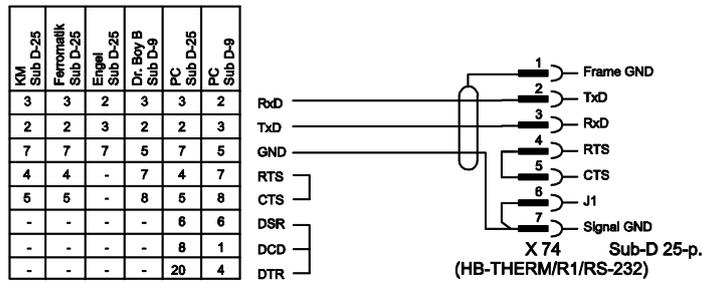 KM Sub D-25 | Ferromatik Sub D-25 | Engel Sub D-25 | Dr. Boy B Sub D-9 | PC Sub D-25 | PC Sub D-9
3 | 3 | 2 | 3 | 3 | 2 | RxD
2 | 2 | 3 | 2 | 2 | 3 | TxD
7 | 7 | 7 | 5 | 7 | 5 | GND
4 | 4 | - | 7 | 4 | 7 | RTS
5 | 5 | - | 8 | 5 | 8 | CTS
- | - | - | - | 6 | 6 | DSR
- | - | - | - | 8 | 1 | DCD
- | - | - | - | 20 | 4 | DTR
1 Frame GND
2 TxD
3 RxD
4 RTS
5 CTS
6 J1
7 Signal GND
X 74 Sub-D 25-p.
(HB-THERM/R1/RS-232)